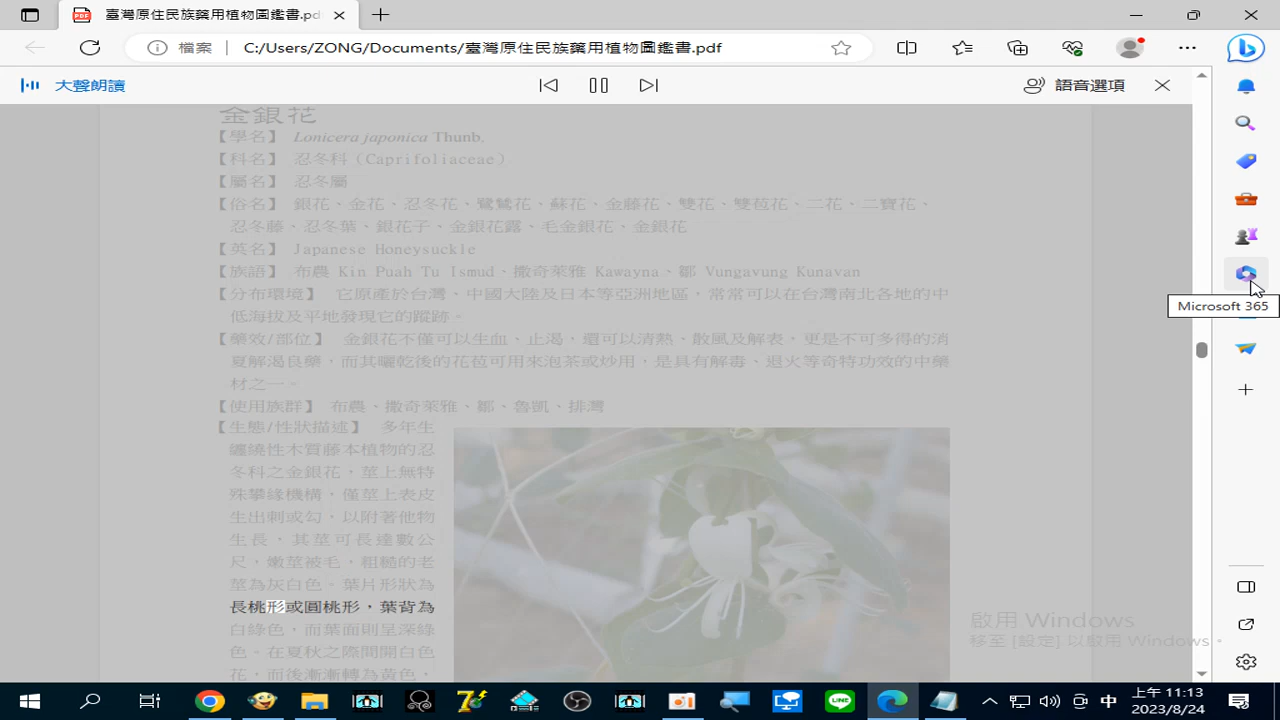 臺灣原住民族藥用植物圖鑑書.pd
檔案
C:/Users/ZONG/Documents/臺灣原住民族藥用植物圖鑑書.pdf
大聲朗讀
語音選項
金銀花
【學名】 Lonicera japonica Thunb.
【科名】 忍冬科（Caprifoliaceae）
【屬名】 忍冬屬
【俗名】 銀花、金花、忍冬花、鷺鷥花、蘇花、金藤花、雙花、雙苞花、二花、二寶花、
忍冬藤、忍冬葉、銀花子、金銀花露、毛金銀花、金銀花
【英名】 Japanese Honeysuckle
【族語】 布農 Kin Puah Tu Ismud、撒奇萊雅 Kawayna、鄒 Vungavung Kunavan
【分布環境】 它原產於台灣、中國大陸及日本等亞洲地區，常常可以在台灣南北各地的中
低海拔及平地發現它的蹤跡。
【藥效/部位】 金銀花不僅可以生血、止渴，還可以清熱、散風及解表，更是不可多得的消
夏解渴良藥，而其曬乾後的花苞可用來泡茶或炒用，是具有解毒、退火等奇特功效的中藥
材之一。
【使用族群】 布農、撒奇萊雅、鄒、魯凱、排灣
【生態/性狀描述】 多年生
纏繞性木質藤本植物的忍
冬科之金銀花，莖上無特
殊攀緣機構，僅莖上表皮
生出刺或勾，以附著他物
生長，其莖可長達數公
尺，嫩莖被毛，粗糙的老
莖為灰白色。葉片形狀為
長桃形或圓桃形，葉背為
白綠色，而葉面則呈深綠
色。在夏秋之際間開白色
花，而後漸漸轉為黃色，
Microsoft 365
啟用 Windows
移至 [設定] 以啟用 Windows。
中
上午 11:13
2023/8/24